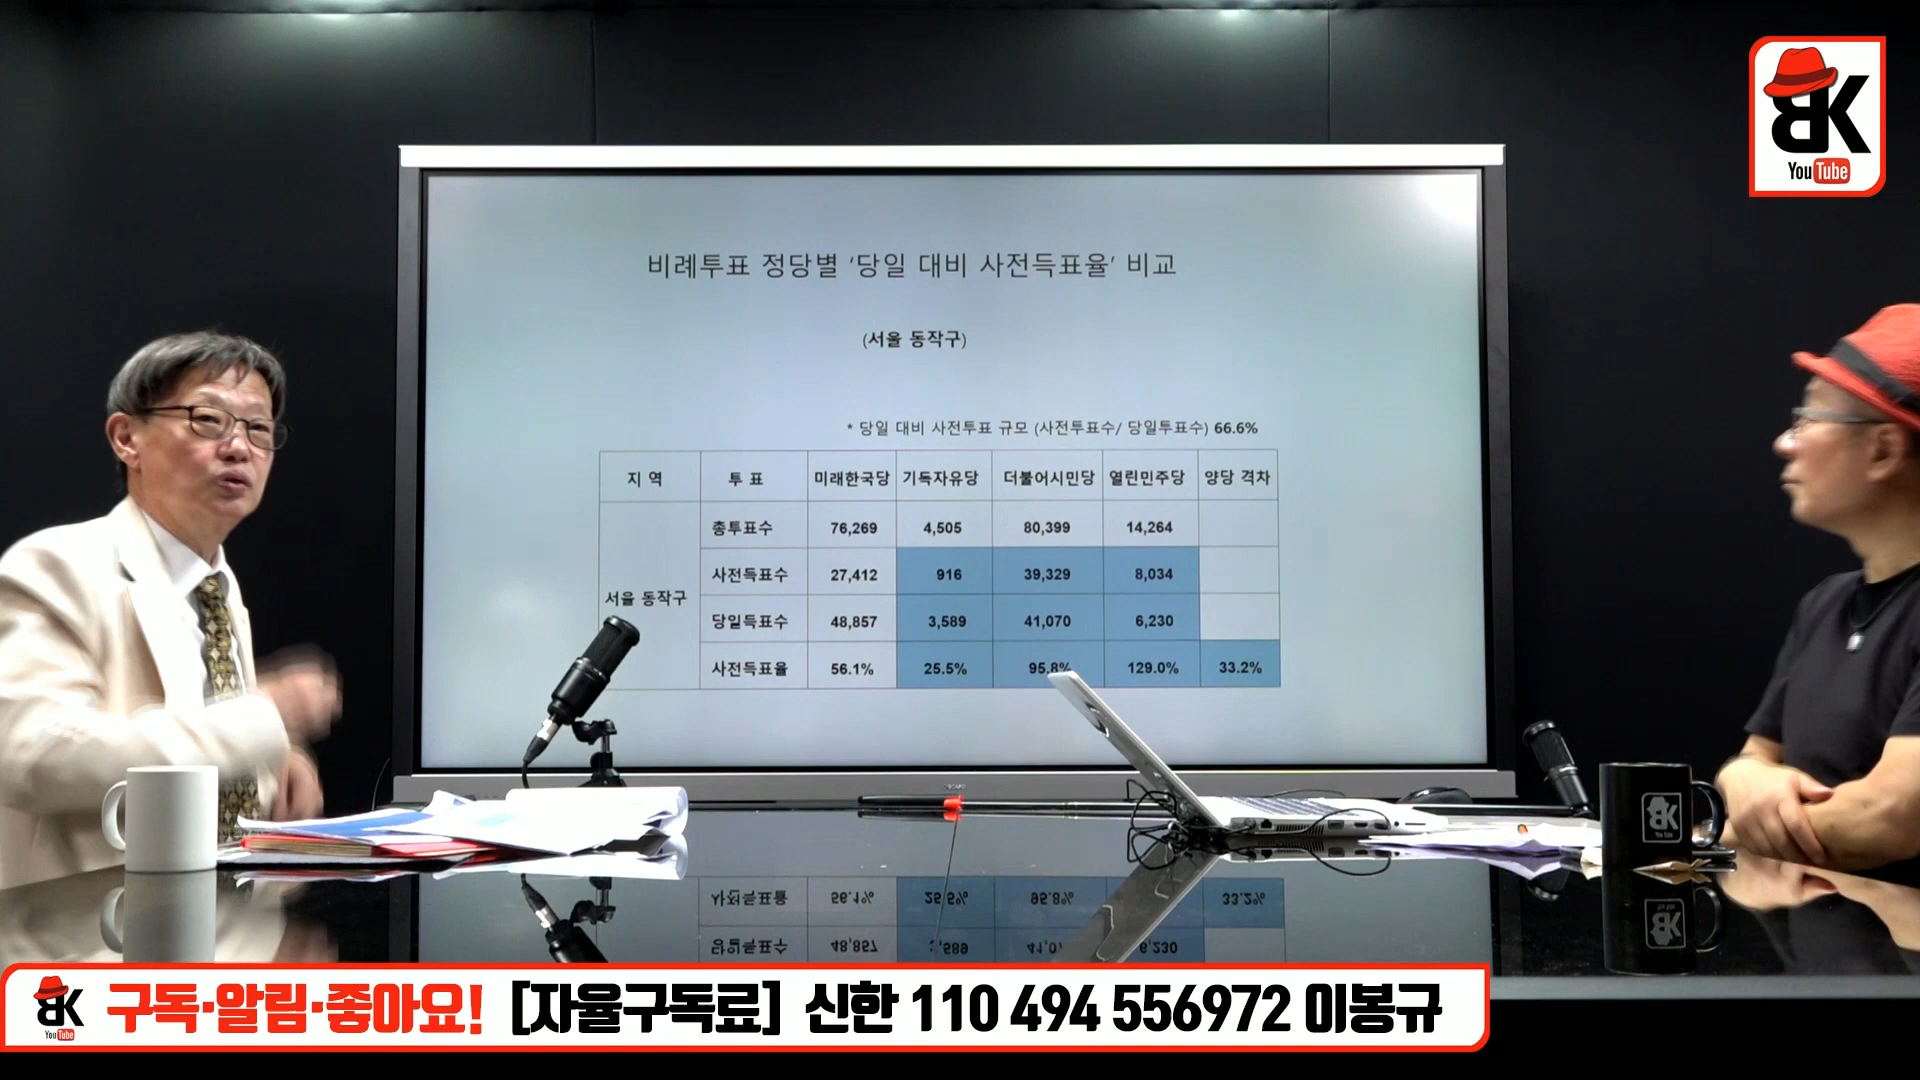 BK
YouTube
비례투표 정당별 '당일 대비 사전득표율' 비교
(서울 동작구)
* 당일 대비 사전투표 규모 (사전투표수/ 당일투표수) 66.6%
지 역 투 표 미래한국당 기독자유당 더불어시민당 열린민주당 양당 격차
총투표수 76,269 4,505 80,399 14,264
사전득표수 27,412 916 39,329 8,034
서울 동작구
당일득표수 48,857 3,589 41,070 6,230
사전득표율 56.1% 25.5% 95.8% 129.0% 33.2%
BK
YouTube
BK
YouTube
구독·알림·좋아요! [자율구독료] 신한 110 494 556972 이봉규